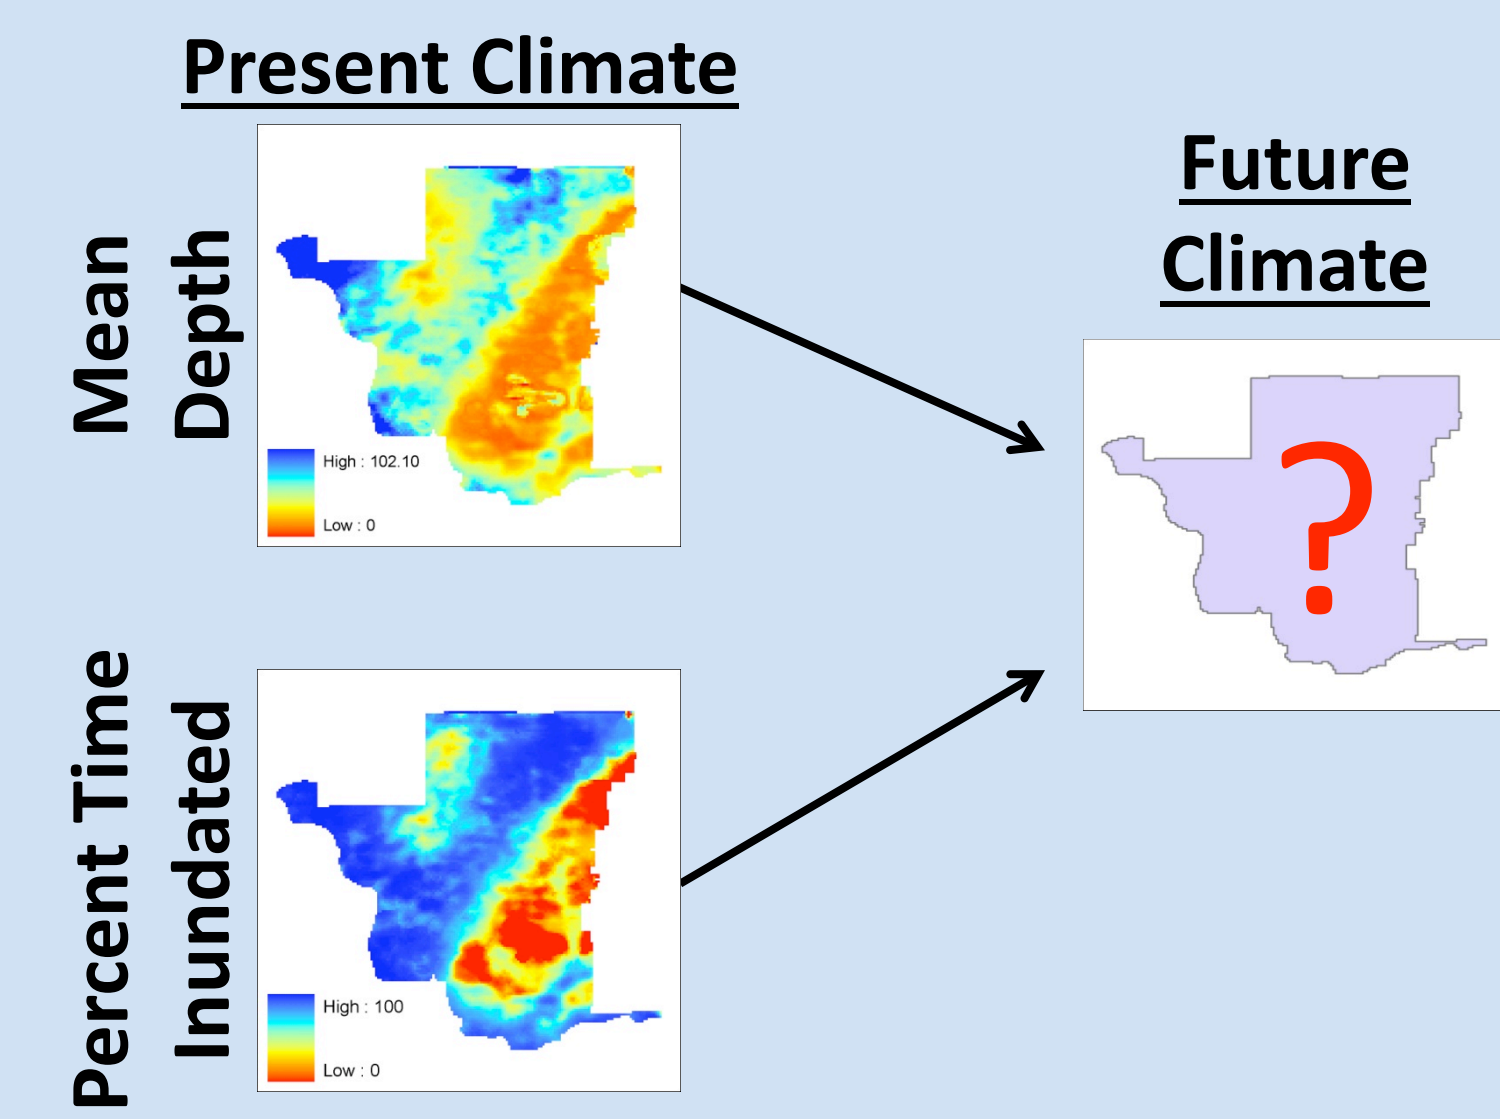 Present Climate
Mean
Depth
High : 102.10
Low : 0
Percent Time
Inundated
High : 100
Low : 0
Future
Climate
?